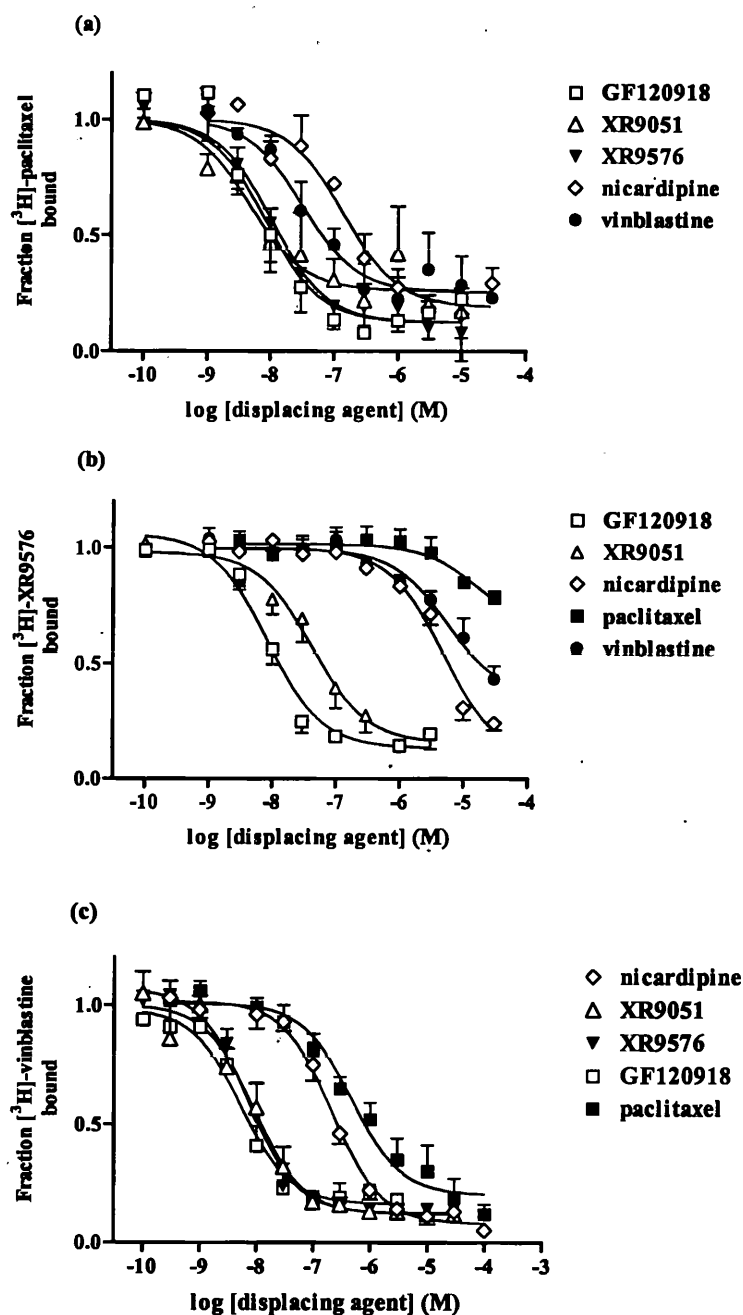 (a)
Fraction [³H]-paclitaxel
bound
1.0
0.5
0.0
-10 -9 -8 -7 -6 -5 -4
log [displacing agent] (M)
GF120918
XR9051
XR9576
nicardipine
vinblastine
(b)
Fraction [³H]-XR9576
bound
1.0
0.5
0.0
-10 -9 -8 -7 -6 -5 -4
log [displacing agent] (M)
GF120918
XR9051
nicardipine
paclitaxel
vinblastine
(c)
Fraction [³H]-vinblastine
bound
1.0
0.5
0.0
-10 -9 -8 -7 -6 -5 -4 -3
log [displacing agent] (M)
nicardipine
XR9051
XR9576
GF120918
paclitaxel